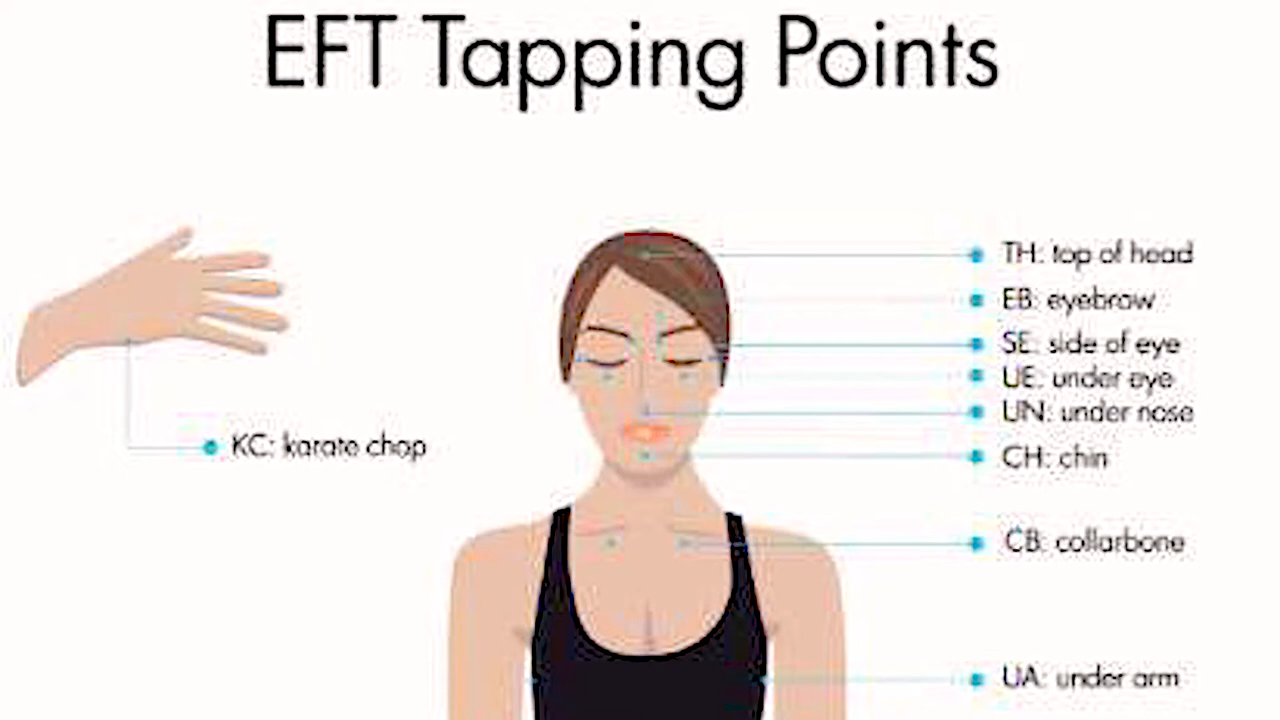 EFT Tapping Points
TH: top of head
EB: eyebrow
SE: side of eye
UE: under eye
UN: under nose
KC: karate chop
CH: chin
CB: collarbone
UA: under arm